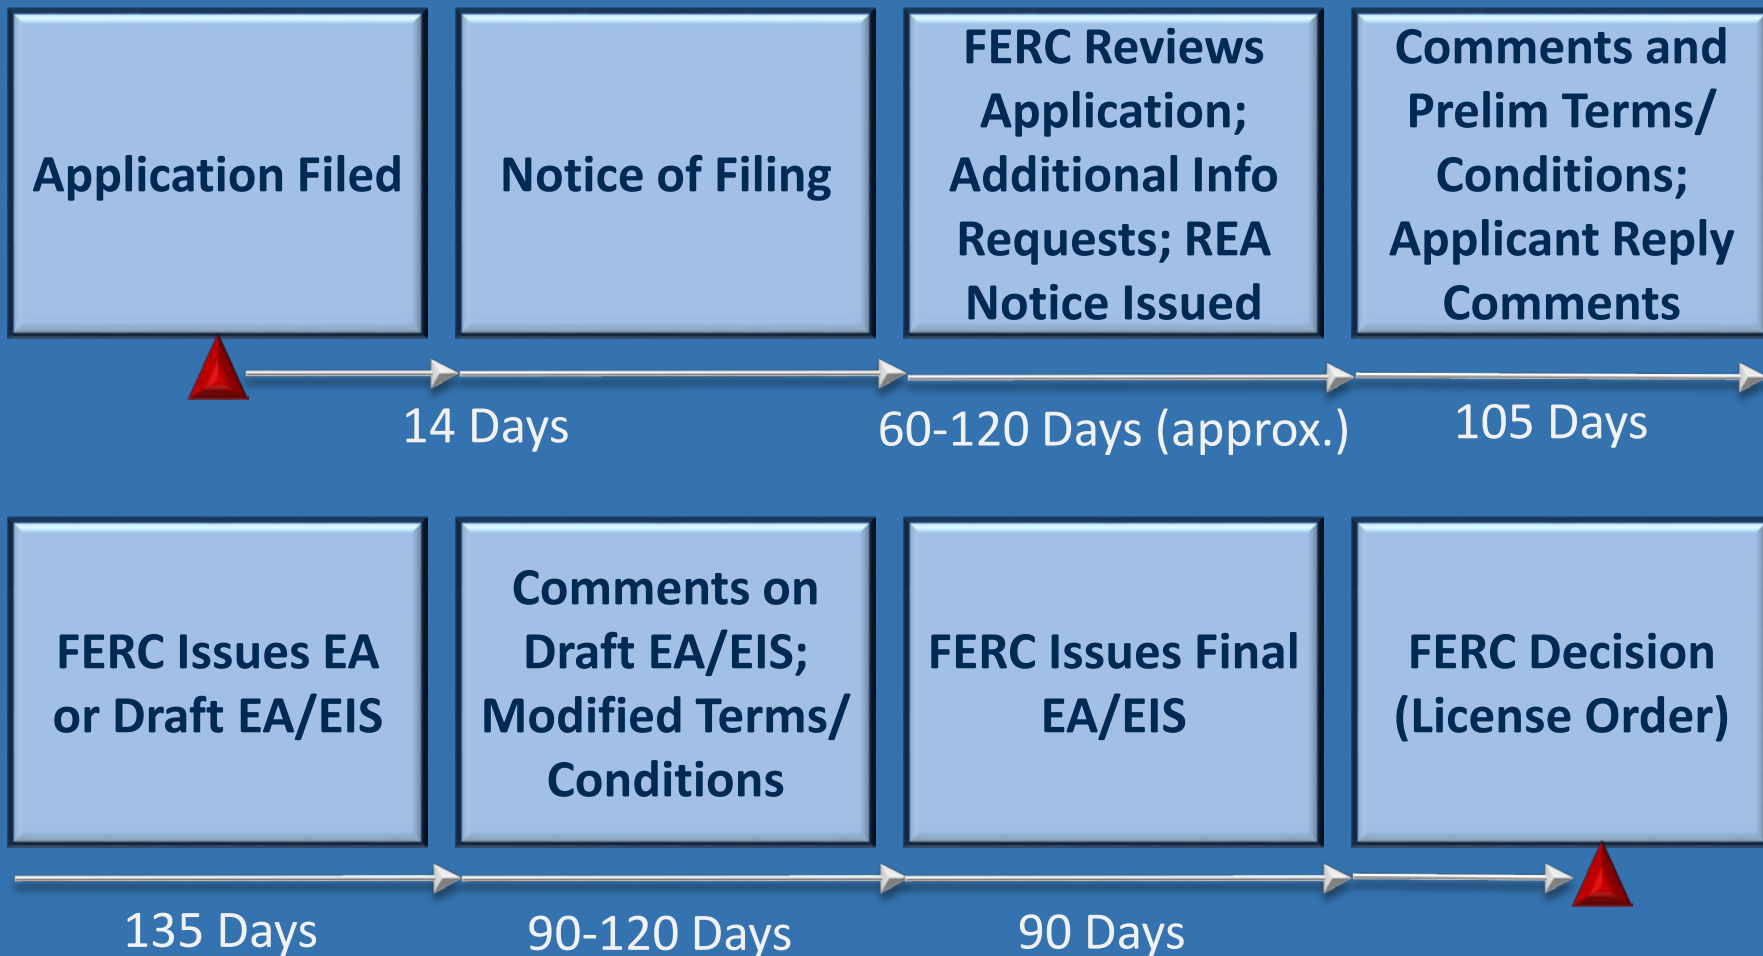 Application Filed
Notice of Filing
FERC Reviews
Application;
Additional Info
Requests; REA
Notice Issued
Comments and
Prelim Terms/
Conditions;
Applicant Reply
Comments
14 Days
60-120 Days (approx.)
105 Days
FERC Issues EA
or Draft EA/EIS
Comments on
Draft EA/EIS;
Modified Terms/
Conditions
FERC Issues Final
EA/EIS
FERC Decision
(License Order)
135 Days
90-120 Days
90 Days